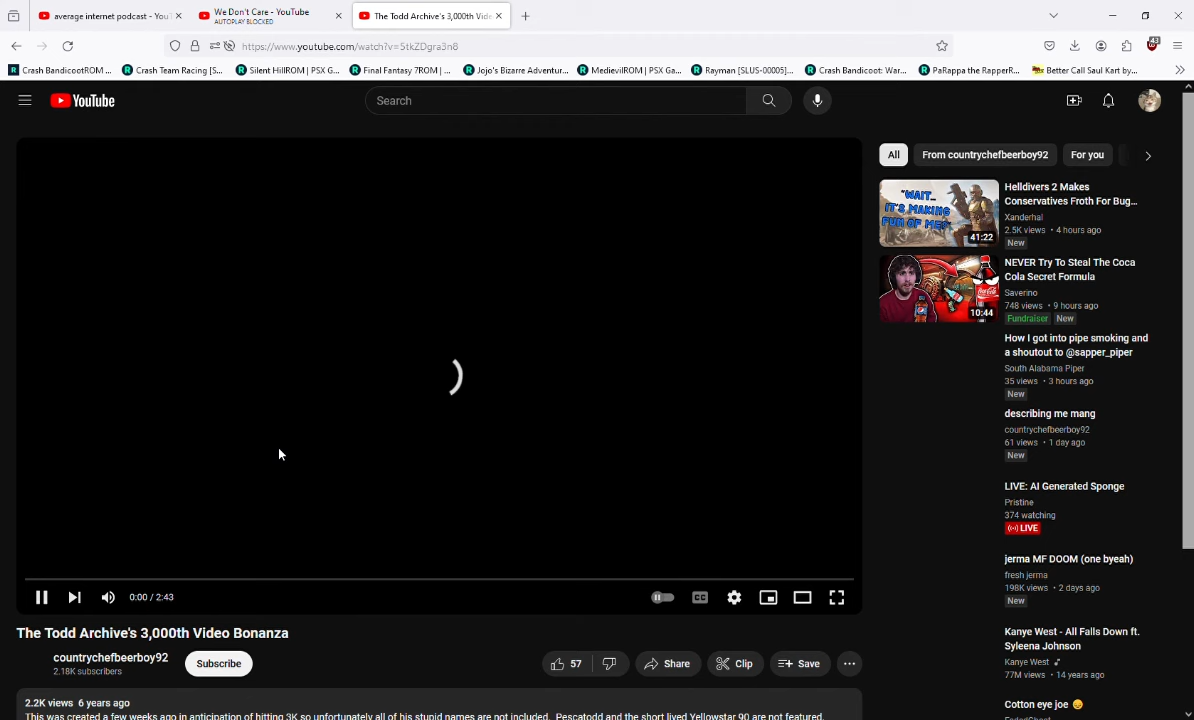 average internet podcast - YouT
We Don't Care - YouTube
AUTOPLAY BLOCKED
The Todd Archive's 3,000th Vid
https://www.youtube.com/watch?v=5tkZDgra3n8
43
Crash BandicootROM ...
Crash Team Racing [S...
Silent HillROM | PSX G...
Final Fantasy 7ROM | ...
Jojo's Bizarre Adventur...
MedievilROM | PSX Ga...
Rayman [SLUS-00005]...
Crash Bandicoot: War...
PaRappa the RapperR...
Better Call Saul Kart by...
YouTube
Search
All
From countrychefbeerboy92
For you
"WAIT...
IT'S MAKING
FUN OF ME?"
41:22
Helldivers 2 Makes
Conservatives Froth For Bug...
Xanderhal
2.5K views • 4 hours ago
New
10:44
NEVER Try To Steal The Coca
Cola Secret Formula
Saverino
748 views • 9 hours ago
Fundraiser New
How I got into pipe smoking and
a shoutout to @sapper_piper
South Alabama Piper
35 views • 3 hours ago
New
describing me mang
countrychefbeerboy92
61 views • 1 day ago
New
LIVE: AI Generated Sponge
Pristine
374 watching
LIVE
jerma MF DOOM (one byeah)
fresh jerma
198K views • 2 days ago
New
Kanye West - All Falls Down ft.
Syleena Johnson
Kanye West
77M views • 14 years ago
Cotton eye joe
0:00 / 2:43
CC
The Todd Archive's 3,000th Video Bonanza
countrychefbeerboy92
2.18K subscribers
Subscribe
57
Share
Clip
Save
2.2K views 6 years ago
This was created a few weeks ago in anticipation of hitting 3K so unfortunately all of his stupid names are not included. Pescatodd and the short lived Yellowstar 90 are not featured.